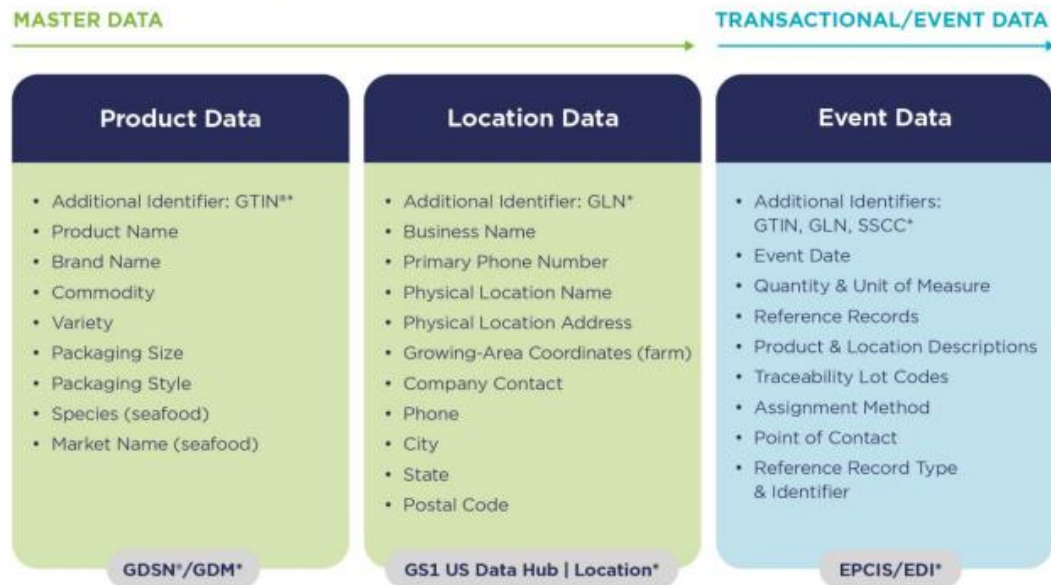 MASTER DATA
TRANSACTIONAL/EVENT DATA
Product Data
• Additional Identifier: GTIN®*
• Product Name
• Brand Name
• Commodity
• Variety
• Packaging Size
• Packaging Style
• Species (seafood)
• Market Name (seafood)
GDSN®/GDM*
Location Data
• Additional Identifier: GLN*
• Business Name
• Primary Phone Number
• Physical Location Name
• Physical Location Address
• Growing-Area Coordinates (farm)
• Company Contact
• Phone
• City
• State
• Postal Code
GS1 US Data Hub | Location*
Event Data
• Additional Identifiers:
GTIN, GLN, SSCC*
• Event Date
• Quantity & Unit of Measure
• Reference Records
• Product & Location Descriptions
• Traceability Lot Codes
• Assignment Method
• Point of Contact
• Reference Record Type
& Identifier
EPCIS/EDI*